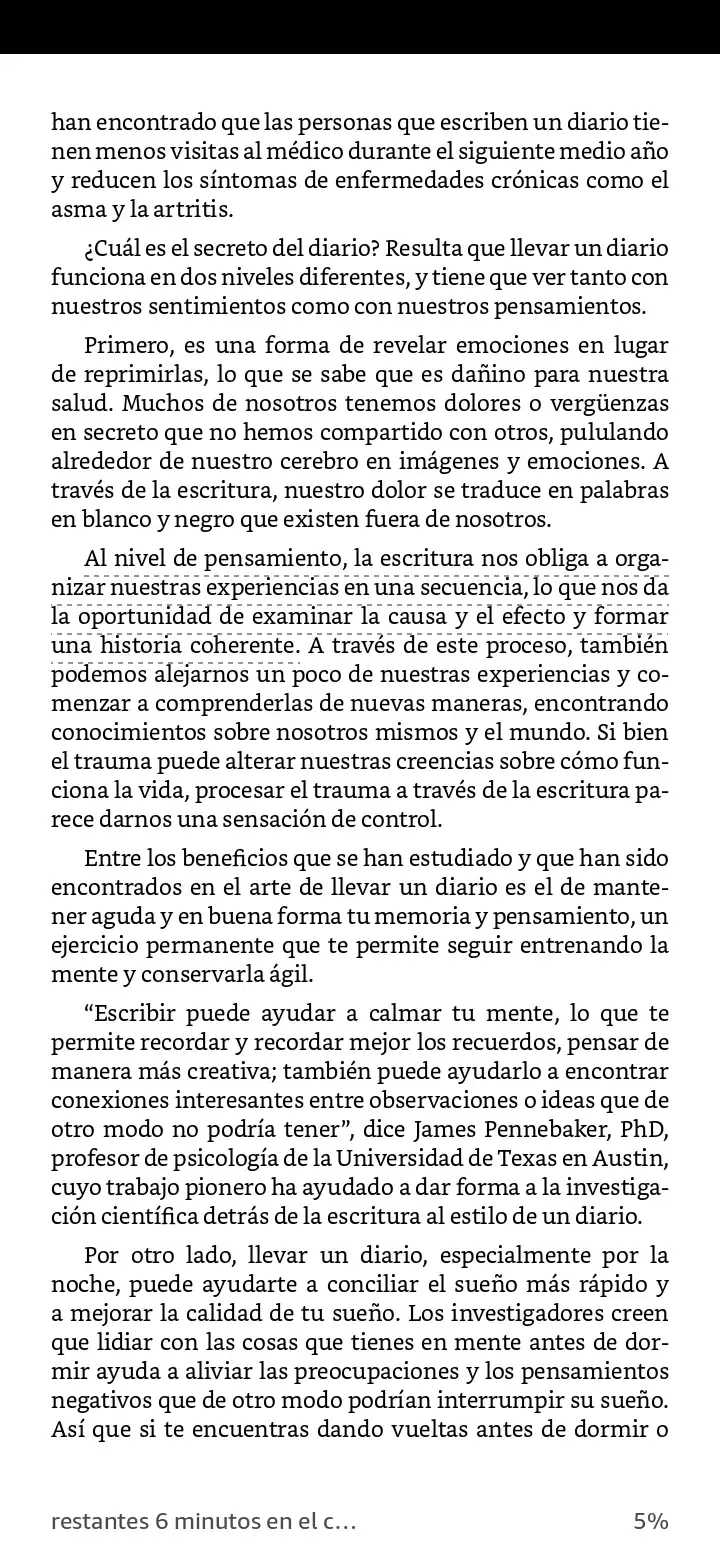 han encontrado que las personas que escriben un diario tie-
nen menos visitas al médico durante el siguiente medio año
y reducen los síntomas de enfermedades crónicas como el
asma y la artritis.
¿Cuál es el secreto del diario? Resulta que llevar un diario
funciona en dos niveles diferentes, y tiene que ver tanto con
nuestros sentimientos como con nuestros pensamientos.
Primero, es una forma de revelar emociones en lugar
de reprimirlas, lo que se sabe que es dañino para nuestra
salud. Muchos de nosotros tenemos dolores o vergüenzas
en secreto que no hemos compartido con otros, pululando
alrededor de nuestro cerebro en imágenes y emociones. A
través de la escritura, nuestro dolor se traduce en palabras
en blanco y negro que existen fuera de nosotros.
Al nivel de pensamiento, la escritura nos obliga a orga-
nizar nuestras experiencias en una secuencia, lo que nos da
la oportunidad de examinar la causa y el efecto y formar
una historia coherente. A través de este proceso, también
podemos alejarnos un poco de nuestras experiencias y co-
menzar a comprenderlas de nuevas maneras, encontrando
conocimientos sobre nosotros mismos y el mundo. Si bien
el trauma puede alterar nuestras creencias sobre cómo fun-
ciona la vida, procesar el trauma a través de la escritura pa-
rece darnos una sensación de control.
Entre los beneficios que se han estudiado y que han sido
encontrados en el arte de llevar un diario es el de mante-
ner aguda y en buena forma tu memoria y pensamiento, un
ejercicio permanente que te permite seguir entrenando la
mente y conservarla ágil.
“Escribir puede ayudar a calmar tu mente, lo que te
permite recordar y recordar mejor los recuerdos, pensar de
manera más creativa; también puede ayudarlo a encontrar
conexiones interesantes entre observaciones o ideas que de
otro modo no podría tener”, dice James Pennebaker, PhD,
profesor de psicología de la Universidad de Texas en Austin,
cuyo trabajo pionero ha ayudado a dar forma a la investiga-
ción científica detrás de la escritura al estilo de un diario.
Por otro lado, llevar un diario, especialmente por la
noche, puede ayudarte a conciliar el sueño más rápido y
a mejorar la calidad de tu sueño. Los investigadores creen
que lidiar con las cosas que tienes en mente antes de dor-
mir ayuda a aliviar las preocupaciones y los pensamientos
negativos que de otro modo podrían interrumpir su sueño.
Así que si te encuentras dando vueltas antes de dormir o
restantes 6 minutos en el c… 5%